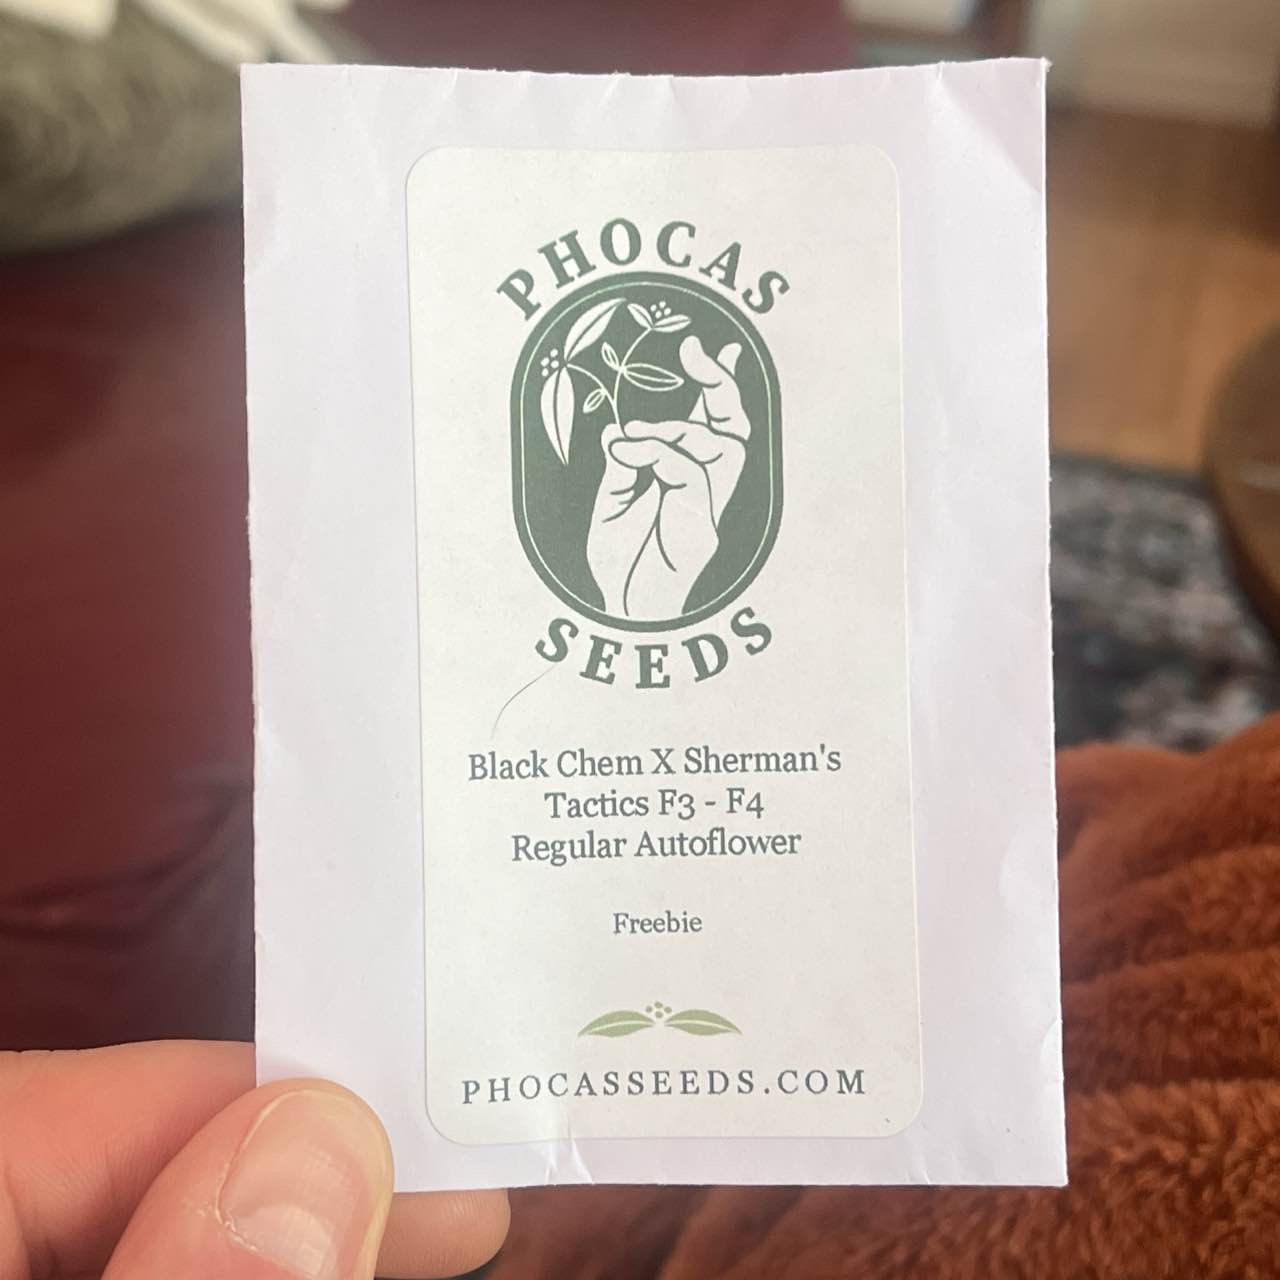 PHOCAS
SEEDS
Black Chem X Sherman's
Tactics F3 - F4
Regular Autoflower
Freebie
PHOCASSEEDS.COM